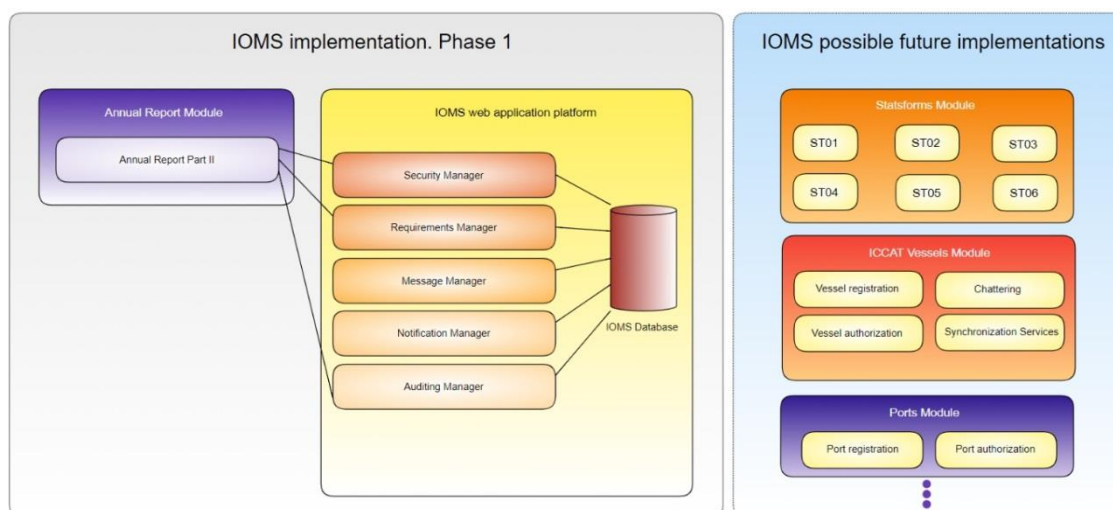 IOMS implementation. Phase 1
Annual Report Module
Annual Report Part II
IOMS web application platform
Security Manager
Requirements Manager
Message Manager
Notification Manager
Auditing Manager
IOMS Database
IOMS possible future implementations
Statsforms Module
ST01
ST02
ST03
ST04
ST05
ST06
ICCAT Vessels Module
Vessel registration
Chattering
Vessel authorization
Synchronization Services
Ports Module
Port registration
Port authorization